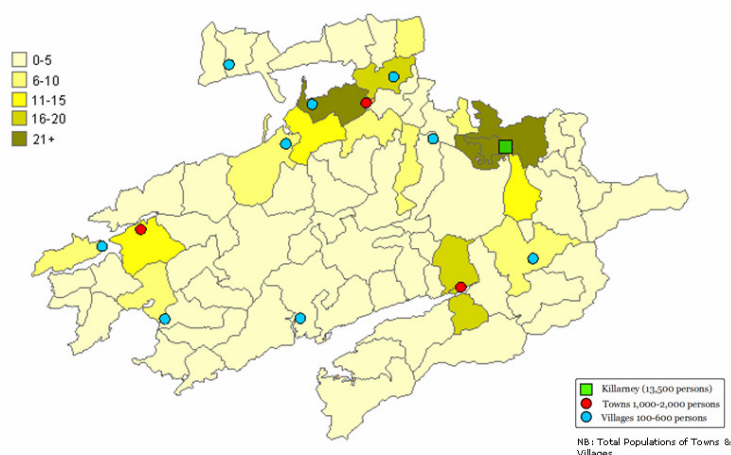 0-5
6-10
11-15
16-20
21+
Killarney (13,500 persons)
Towns 1,000-2,000 persons
Villages 100-600 persons
NB: Total Populations of Towns &
Villages